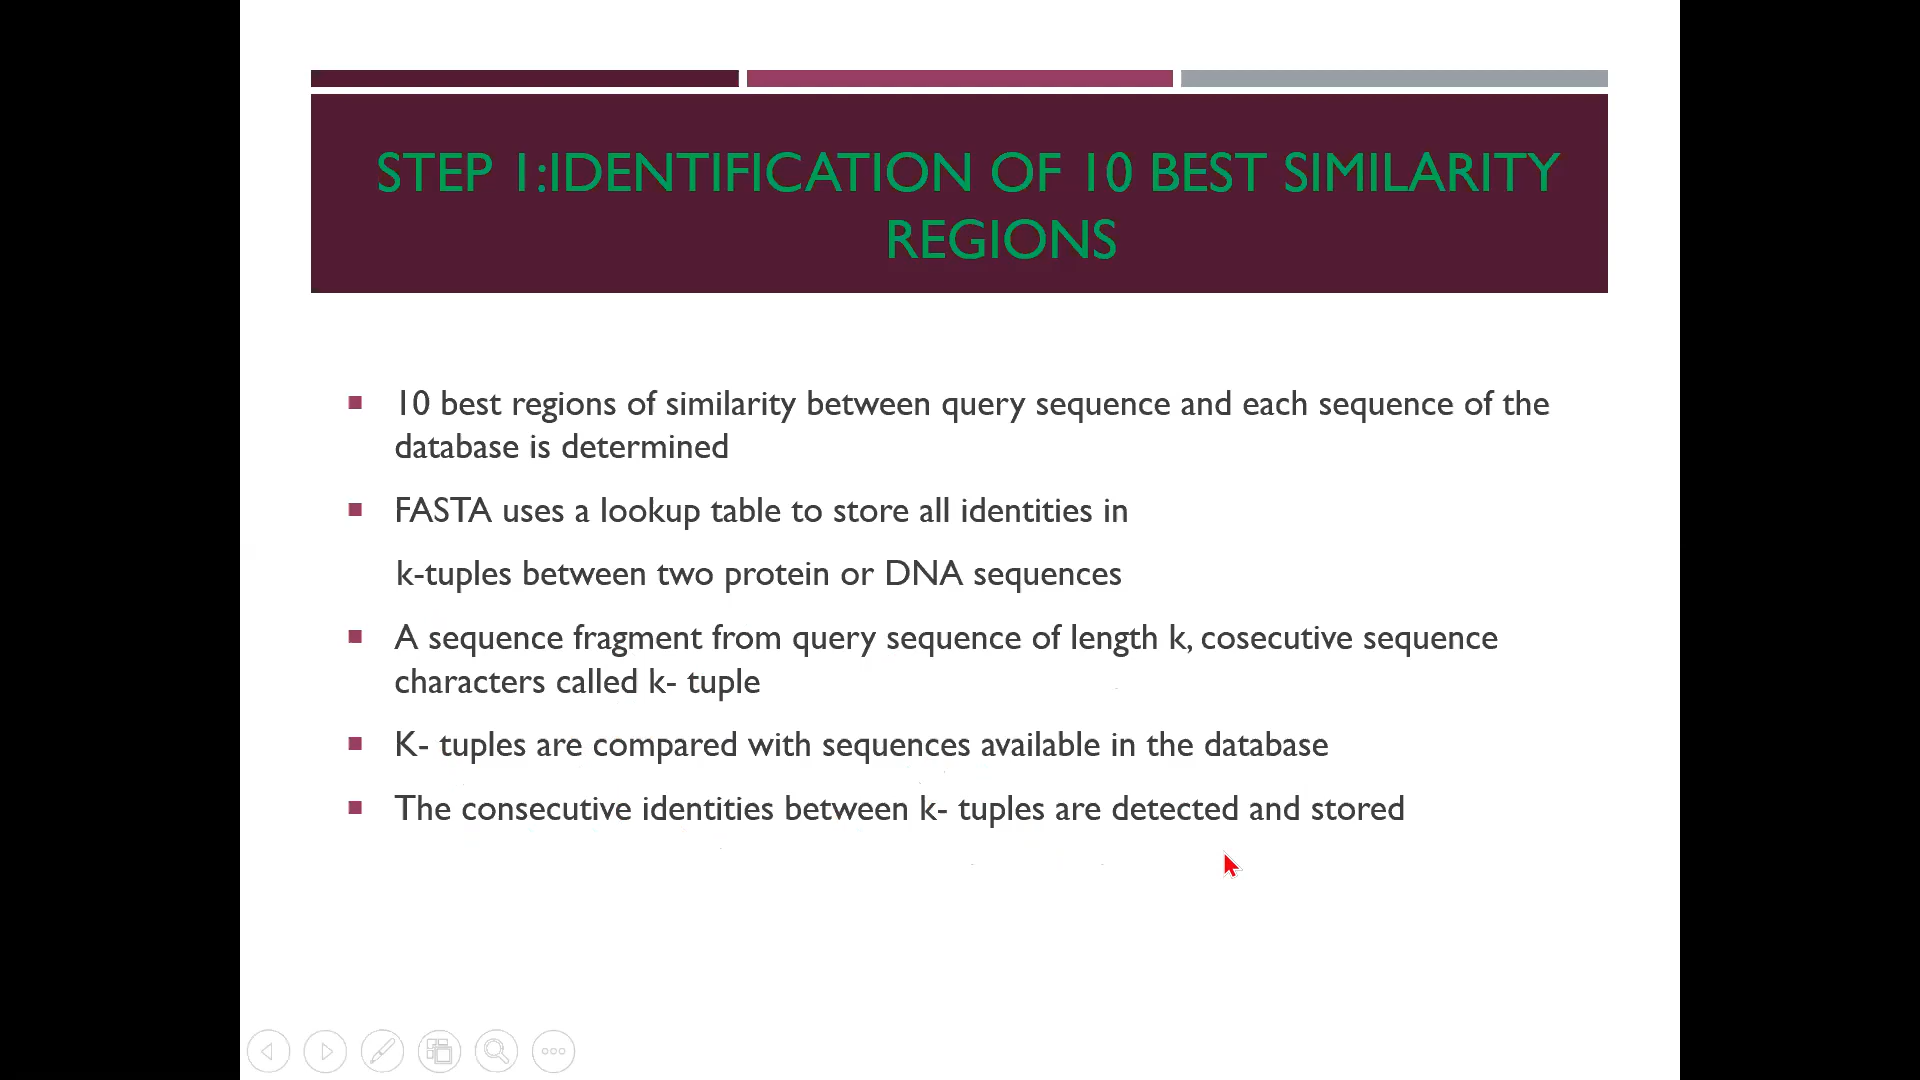 STEP 1:IDENTIFICATION OF 10 BEST SIMILARITY
REGIONS
10 best regions of similarity between query sequence and each sequence of the
database is determined
FASTA uses a lookup table to store all identities in
k-tuples between two protein or DNA sequences
A sequence fragment from query sequence of length k, cosecutive sequence
characters called k- tuple
K- tuples are compared with sequences available in the database
The consecutive identities between k- tuples are detected and stored